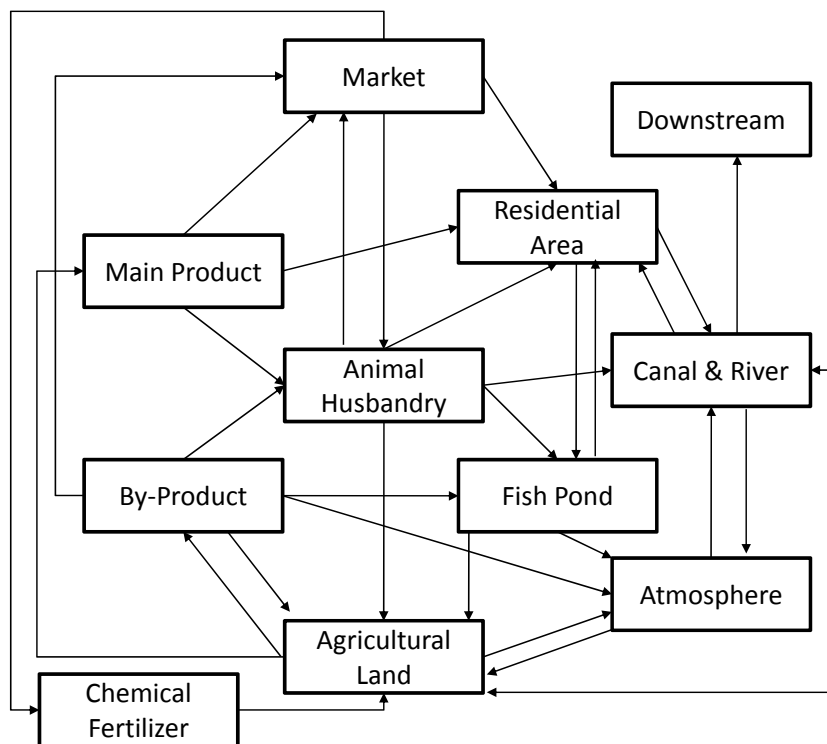 Market
Downstream
Residential
Area
Main Product
Animal
Husbandry
Canal & River
By-Product
Fish Pond
Atmosphere
Agricultural
Land
Chemical
Fertilizer